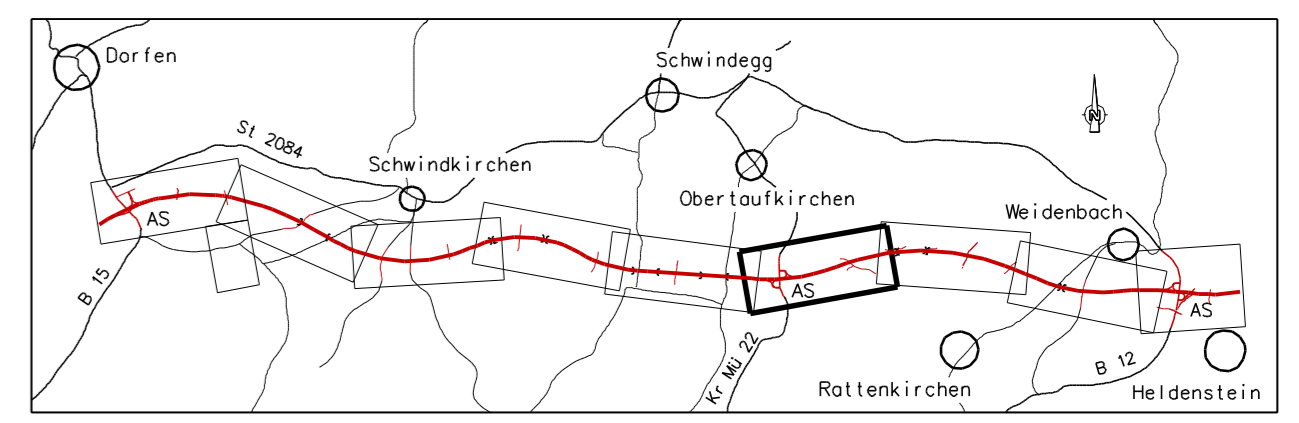 Dorfen
Schwindegg
N
St 2084
Schwindkirchen
Obertaufkirchen
Weidenbach
AS
B 15
AS
AS
Kr Mü 22
Rattenkirchen
B 12
Heldenstein